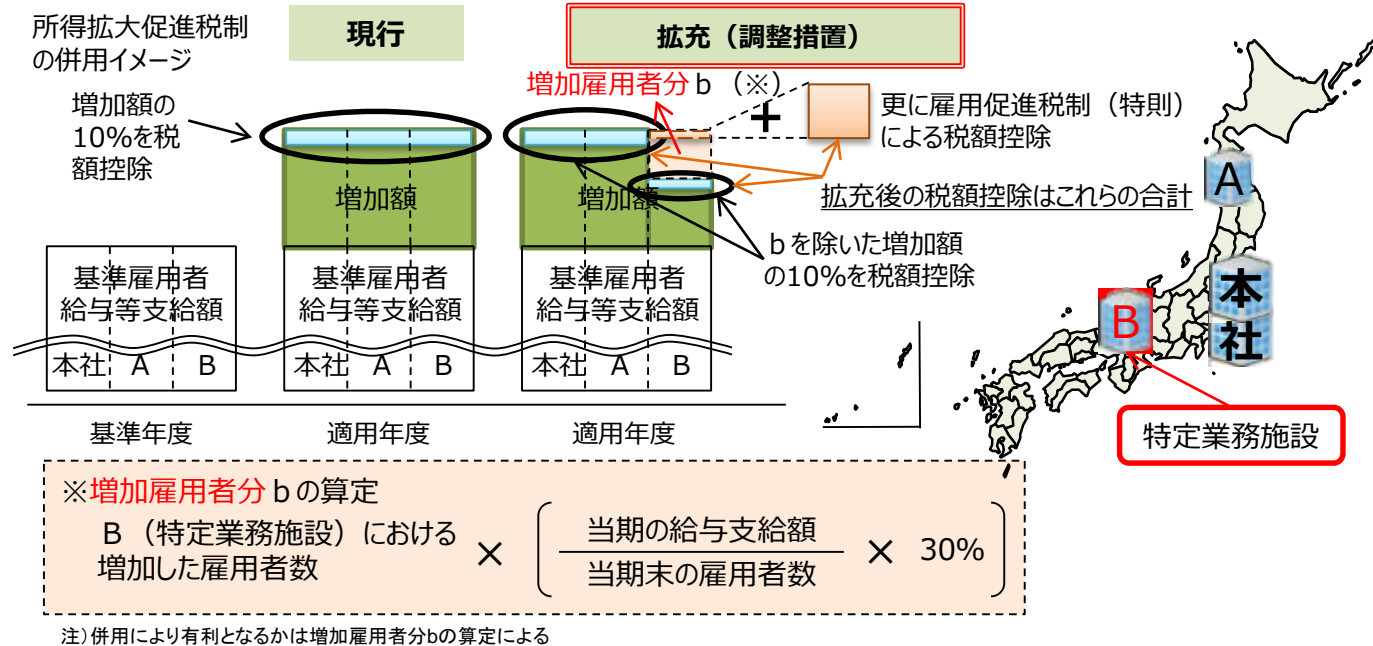 所得拡大促進税制
の併用イメージ
現行
拡充（調整措置）
増加雇用者分ｂ（※）
増加額の
10%を税
額控除
＋
更に雇用促進税制（特則）
による税額控除
増加額
増加額
拡充後の税額控除はこれらの合計
ｂを除いた増加額
の10%を税額控除
基準雇用者
給与等支給額
基準雇用者
給与等支給額
基準雇用者
給与等支給額
本社 A B
本社 A B
本社 A B
基準年度
適用年度
適用年度
A
本社
B
特定業務施設
※増加雇用者分ｂの算定
B（特定業務施設）における
増加した雇用者数
×
当期の給与支給額
当期末の雇用者数
× 30%
注）併用により有利となるかは増加雇用者分bの算定による